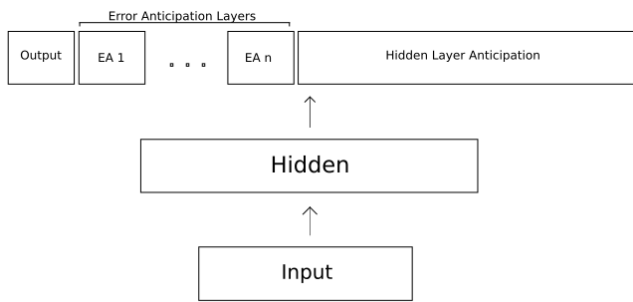 Error Anticipation Layers
Output
EA 1
. . .
EA n
Hidden Layer Anticipation
Hidden
Input